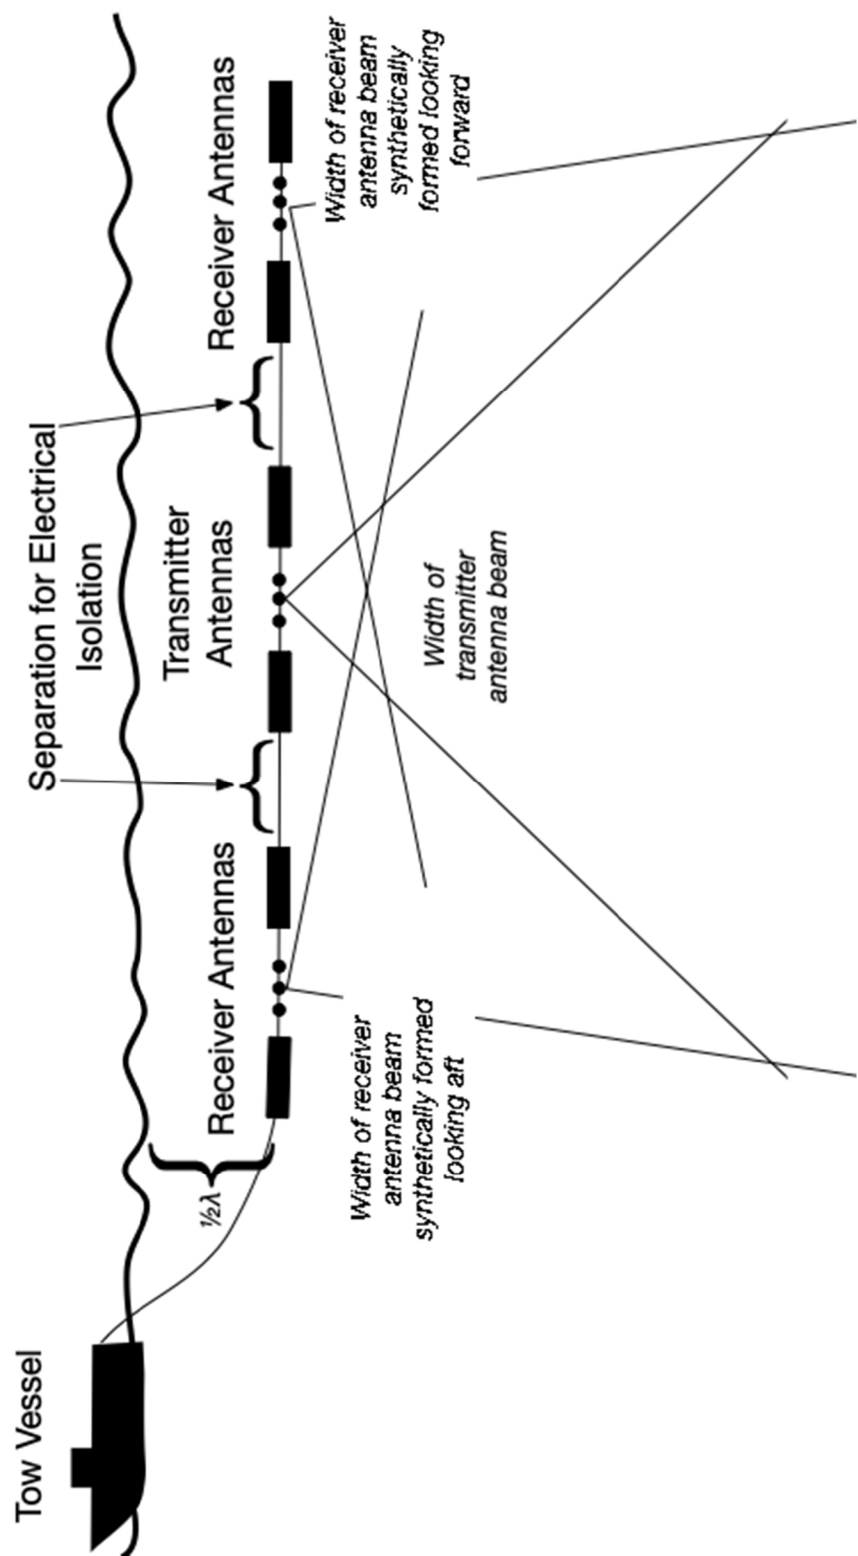 Tow Vessel
½λ
Separation for Electrical
Isolation
Receiver Antennas
Transmitter
Antennas
Receiver Antennas
Width of receiver
antenna beam
synthetically formed
looking aft
Width of
transmitter
antenna beam
Width of receiver
antenna beam
synthetically
formed looking
forward